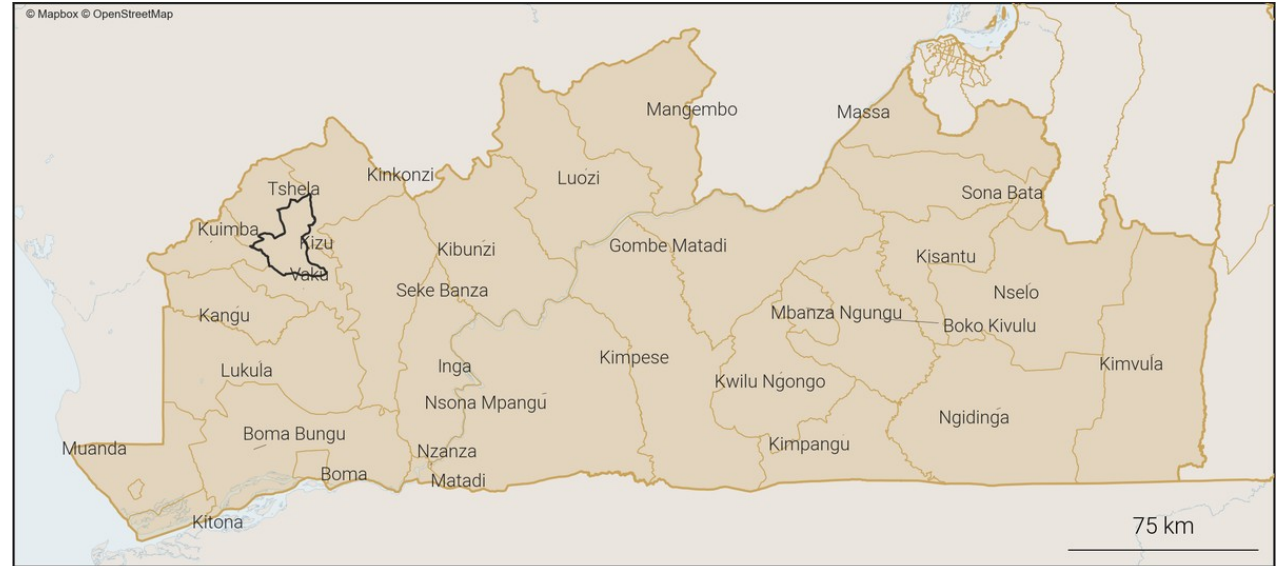 © Mapbox © OpenStreetMap
Mangembo
Massa
Kinkonzi
Luozi
Tshela
Sona Bata
Kuimba
Kizu
Kibunzi
Gombe Matadi
Kisantu
Vaku
Seke Banza
Nselo
Kangu
Mbanza Ngungu
Boko Kivulu
Kimpese
Inga
Kimvula
Lukula
Kwilu Ngongo
Nsona Mpangu
Ngidinga
Boma Bungu
Kimpangu
Muanda
Nzanza
Boma
Matadi
Kitona
75 km